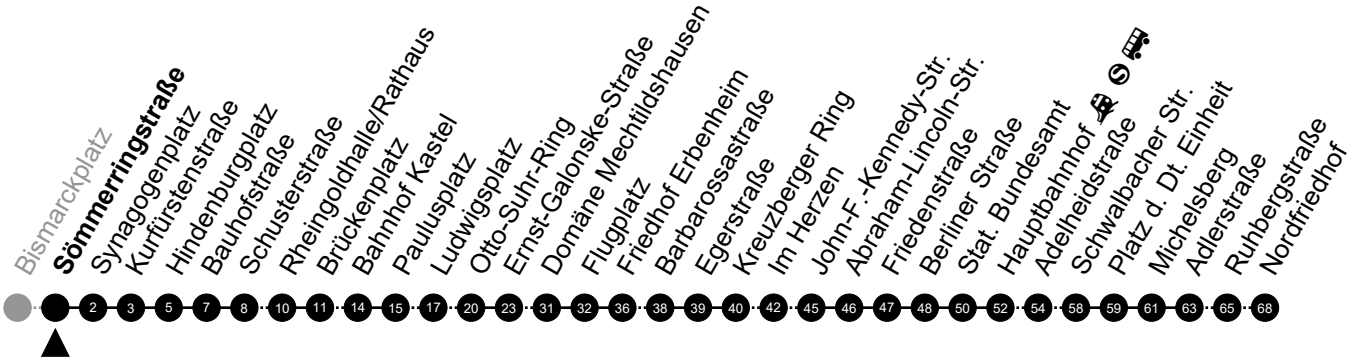 Bismarckplatz
Sömmerringstraße
Synagogenplatz
Kurfürstenstraße
Hindenburgplatz
Bauhofstraße
Schusterstraße
Rheingoldhalle/Rathaus
Brückenplatz
Bahnhof Kastel
Paulusplatz
Ludwigsplatz
Otto-Suhr-Ring
Ernst-Galonske-Straße
Domäne Mechtildshausen
Flugplatz
Friedhof Erbenheim
Barbarossastraße
Egerstraße
Kreuzberger Ring
Im Herzen
John-F.-Kennedy-Str.
Abraham-Lincoln-Str.
Friedenstraße
Berliner Straße
Stat. Bundesamt
Hauptbahnhof S
Adelheidstraße
Schwalbacher Str.
Platz d. Dt. Einheit
Michelsberg
Adlerstraße
Ruhbergstraße
Nordfriedhof
2 3 5 7 8 10 11 14 15 17 20 23 31 32 36 38 39 40 42 45 46 47 48 50 52 54 58 59 61 63 65 68